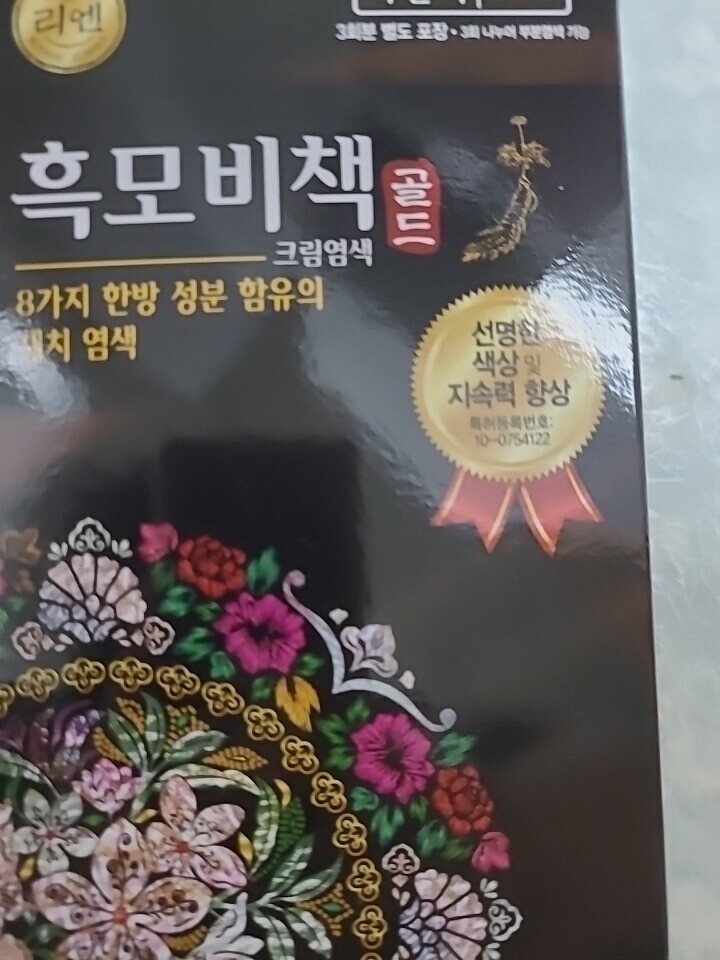 리엔
3회분 별도 포장 • 3회 나누어 부분염색 가능
흑모비책
골드
크림염색
8가지 한방 성분 함유의
새치 염색
선명한
색상 및
지속력 향상
특허등록번호:
10-0754122